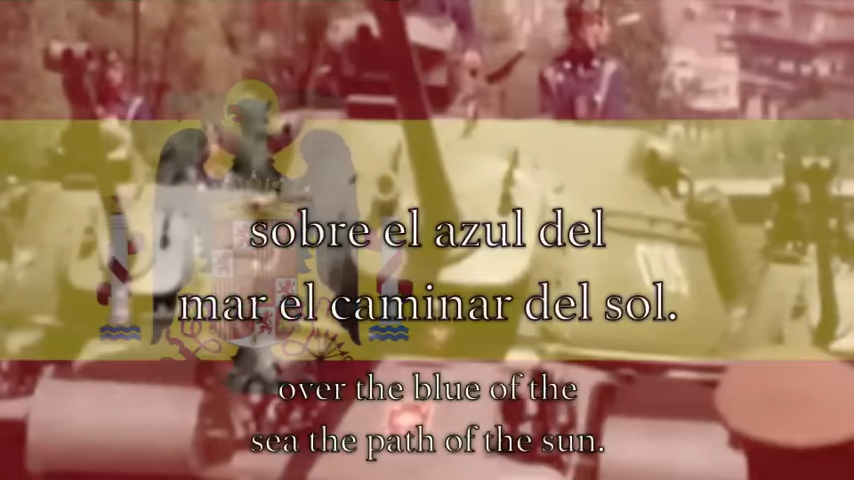 sobre el azul del
mar el caminar del sol.
over the blue of the
sea the path of the sun.